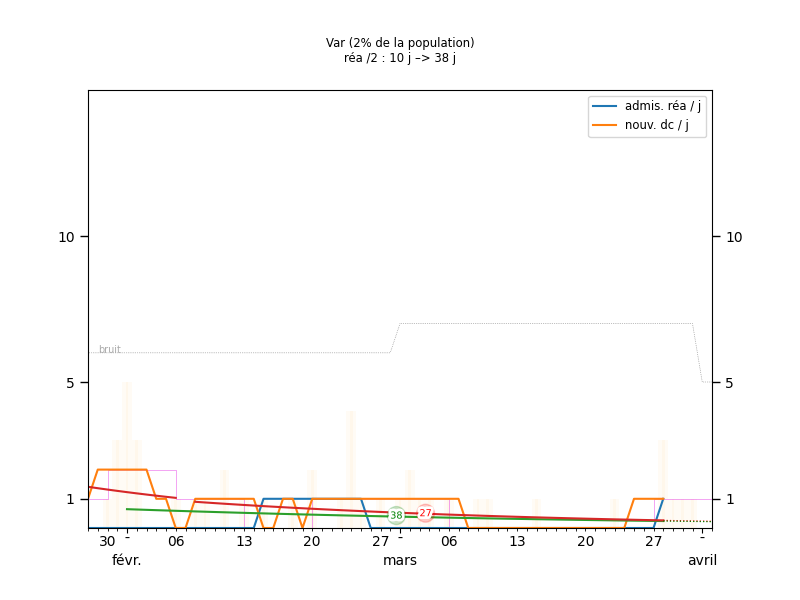 Var (2% de la population)
réa /2 : 10 j –> 38 j
admis. réa / j
nouv. dc / j
10 10
bruit
5 5
1 1
38 27
30 - 06 13 20 27 - 06 13 20 27 -
févr. mars avril